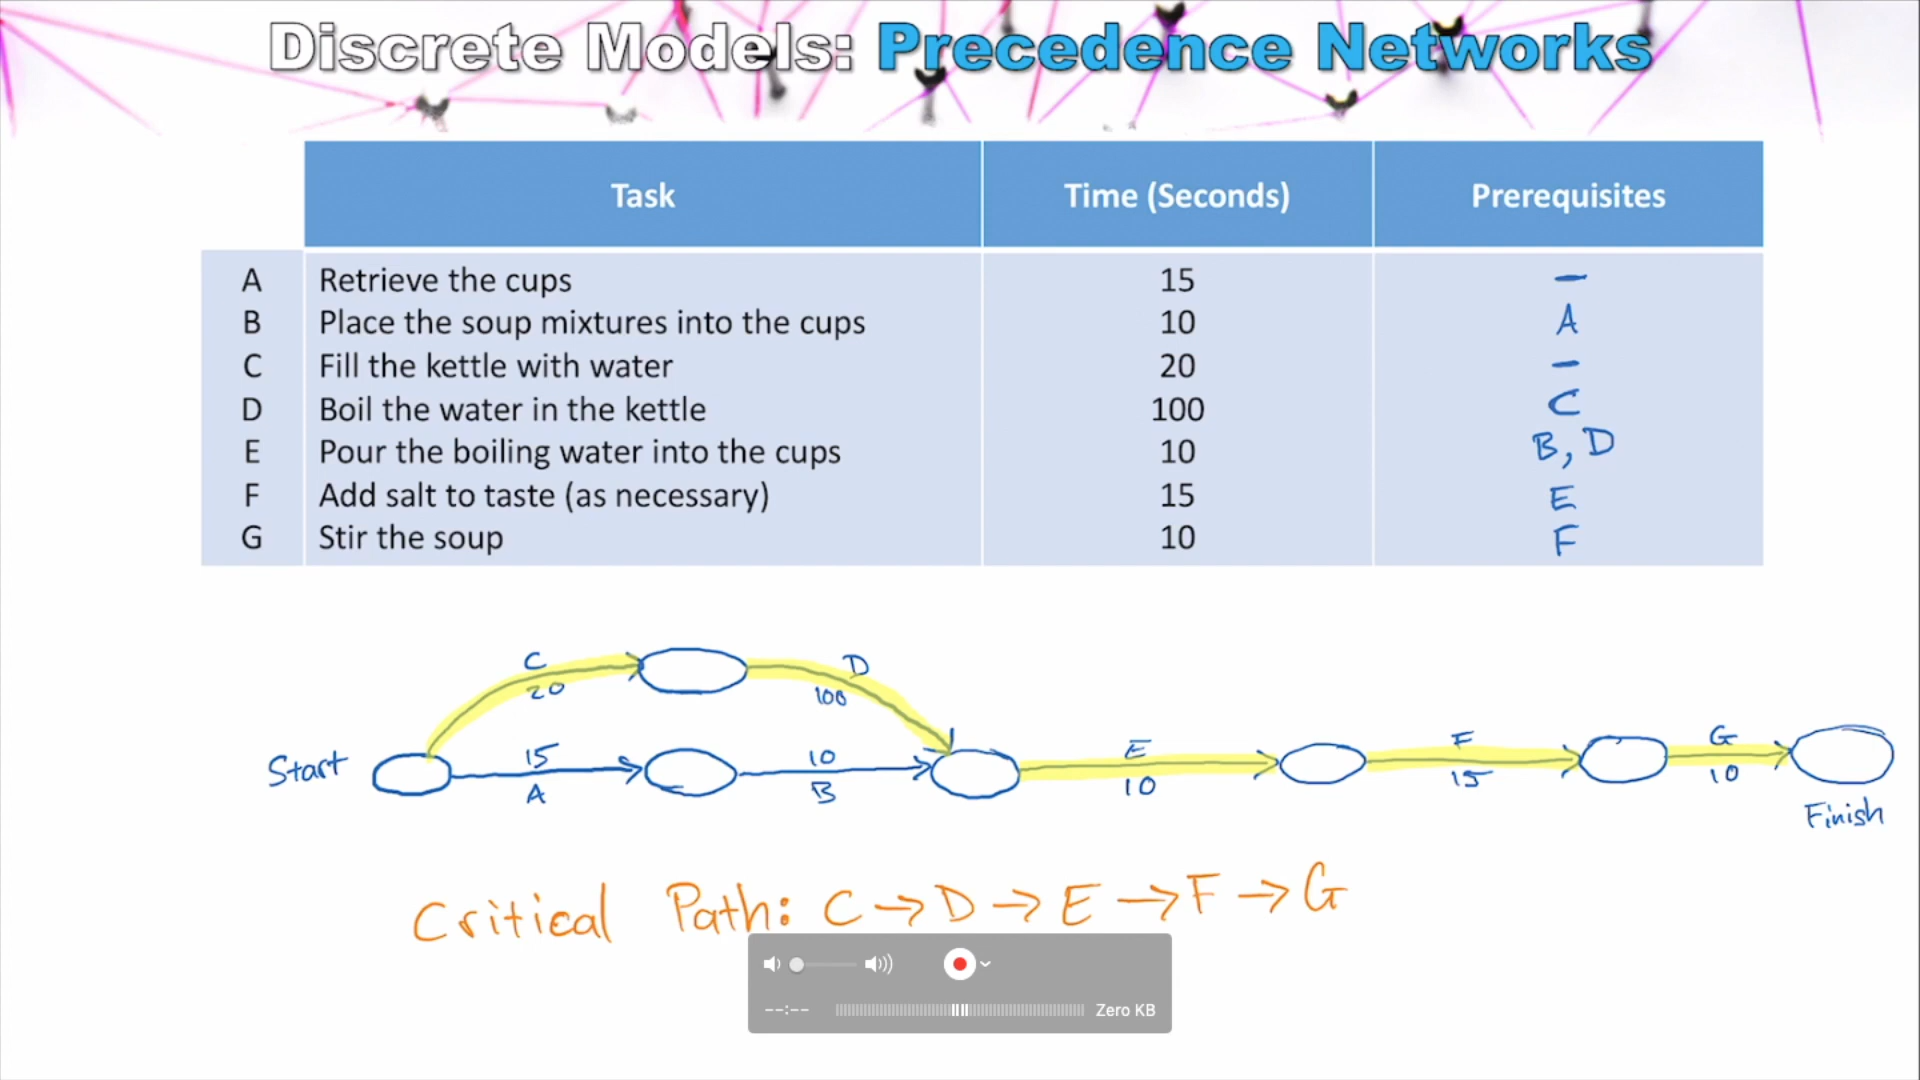 Discrete Models: Precedence Networks
Task Time (Seconds) Prerequisites
A Retrieve the cups 15 –
B Place the soup mixtures into the cups 10 A
C Fill the kettle with water 20 –
D Boil the water in the kettle 100 C
E Pour the boiling water into the cups 10 B, D
F Add salt to taste (as necessary) 15 E
G Stir the soup 10 F
C D
20 100
Start 15 10 E F G
A B 10 15 10
Finish
Critical Path: C → D → E → F → G
--:-- Zero KB